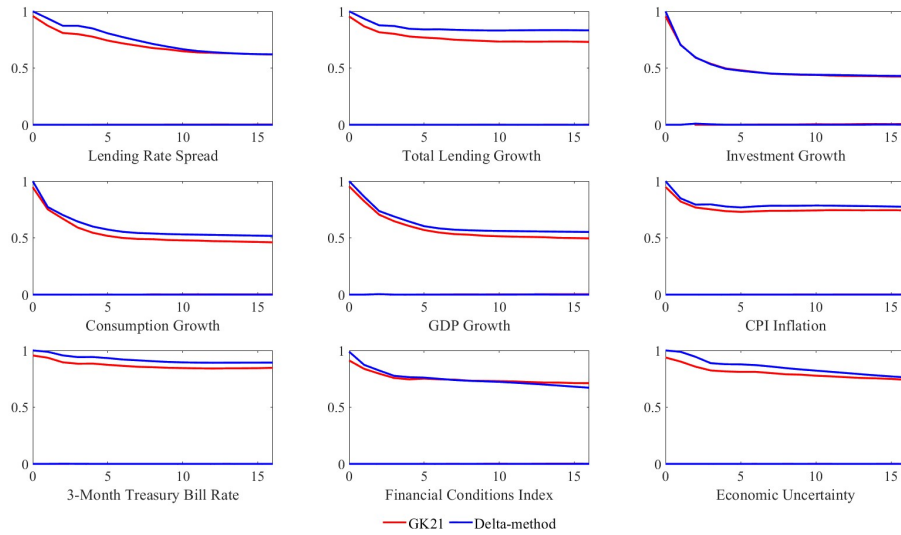 1
0.5
0
0 5 10 15
Lending Rate Spread
1
0.5
0
0 5 10 15
Total Lending Growth
1
0.5
0
0 5 10 15
Investment Growth
1
0.5
0
0 5 10 15
Consumption Growth
1
0.5
0
0 5 10 15
GDP Growth
1
0.5
0
0 5 10 15
CPI Inflation
1
0.5
0
0 5 10 15
3-Month Treasury Bill Rate
1
0.5
0
0 5 10 15
Financial Conditions Index
1
0.5
0
0 5 10 15
Economic Uncertainty
GK21 Delta-method